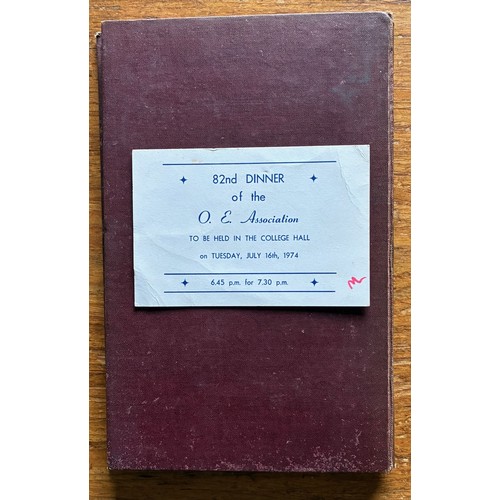 82nd DINNER
of the
O. E. Association
TO BE HELD IN THE COLLEGE HALL
on TUESDAY, JULY 16th, 1974
6.45 p.m. for 7.30 p.m.